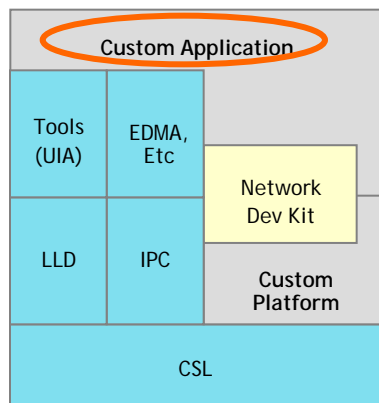 Custom Application
Tools
(UIA)
EDMA,
Etc
Network
Dev Kit
LLD
IPC
Custom
Platform
CSL